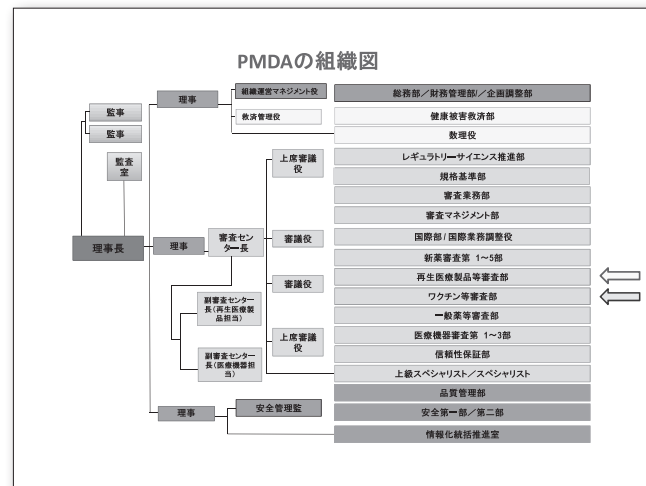 PMDAの組織図
理事
組織運営マネジメント役
総務部／財務管理部/／企画調整部
監事
救済管理役
健康被害救済部
監事
数理役
監査
室
上席審議
役
レギュラトリーサイエンス推進部
規格基準部
審査業務部
審査マネジメント部
理事長
理事
審査セン
ター長
審議役
国際部/国際業務調整役
新薬審査第 1～5部
審議役
再生医療製品等審査部
副審査センター
長(再生医療製
品担当)
ワクチン等審査部
一般薬等審査部
上席審議
役
医療機器審査第 1～3部
副審査センター
長(医療機器担
当)
信頼性保証部
上級スペシャリスト／スペシャリスト
品質管理部
理事
安全管理監
安全第一部／第二部
情報化統括推進室